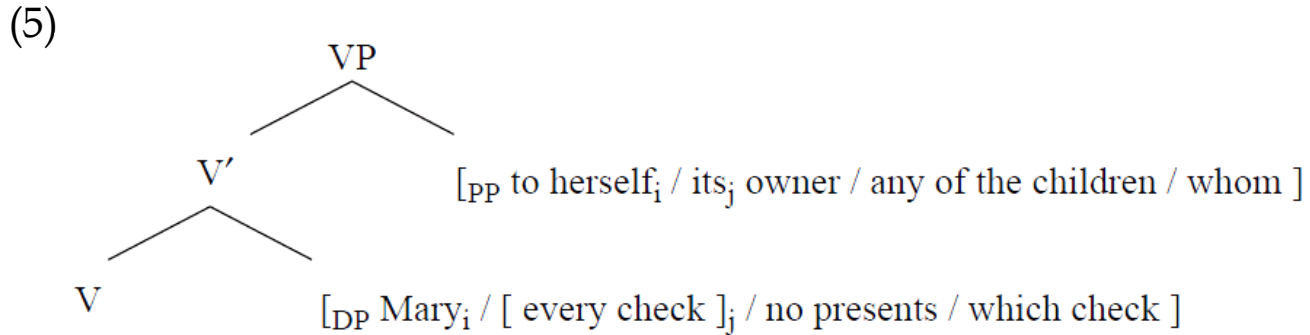 (5)
VP
V′
[PP to herselfi / itsj owner / any of the children / whom ]
V
[DP Maryi / [ every check ]j / no presents / which check ]